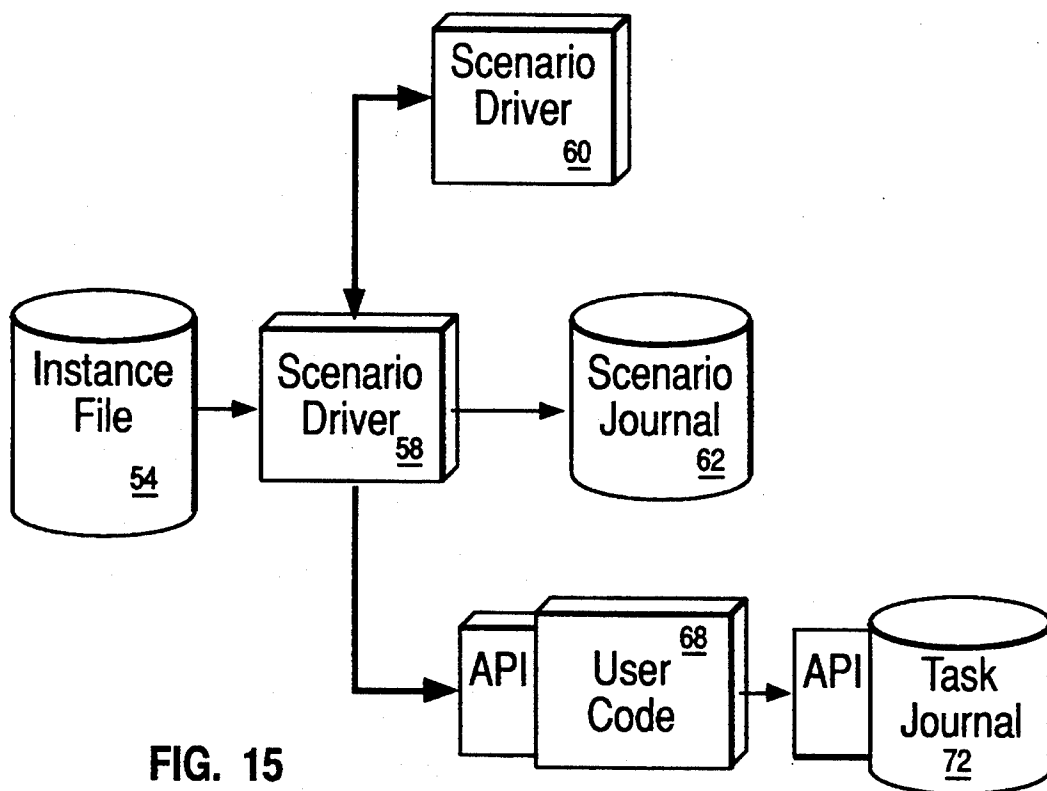 Scenario
Driver
60
Instance
File
54
Scenario
Driver
58
Scenario
Journal
62
API
User
Code
68
API
Task
Journal
72
FIG. 15